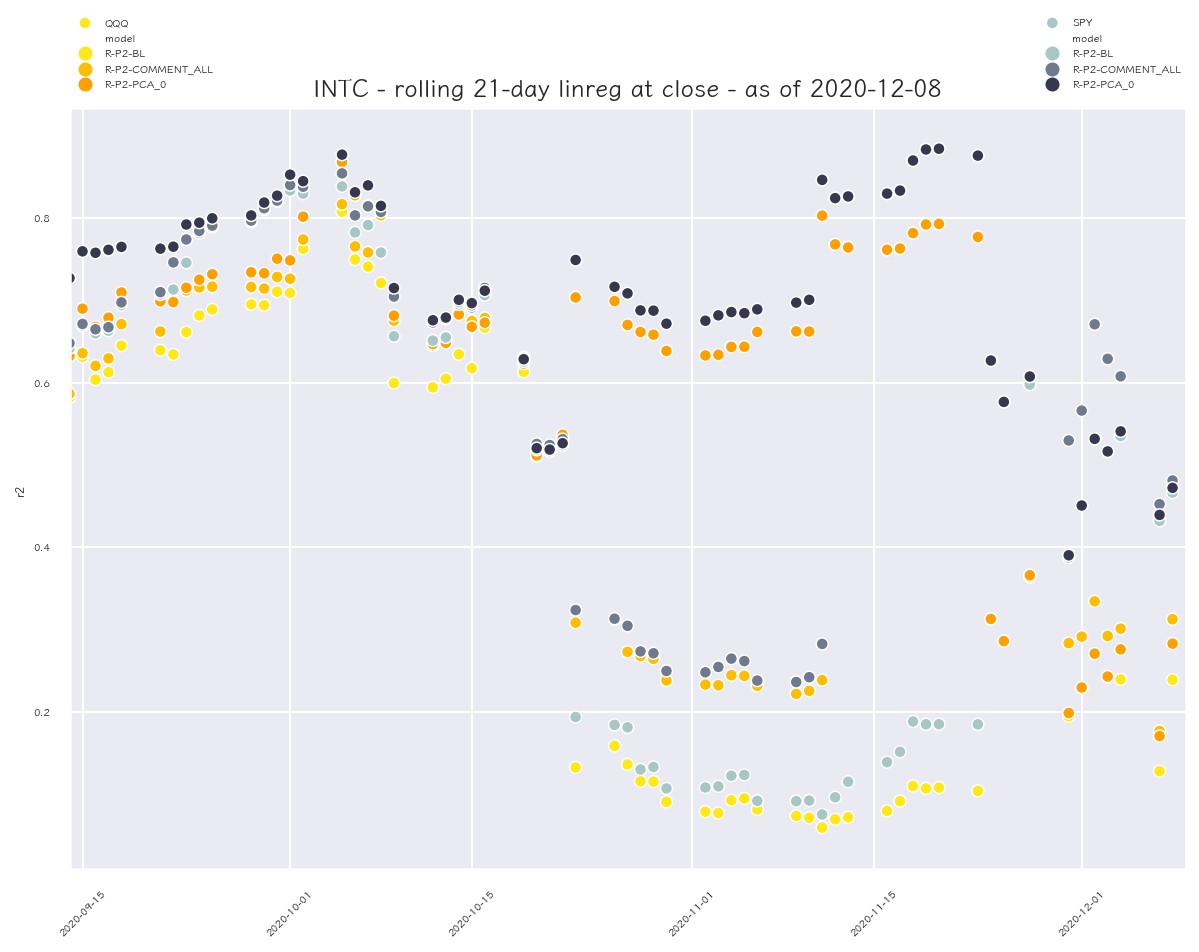 QQQ
model
R-P2-BL
R-P2-COMMENT_ALL
R-P2-PCA_0
SPY
model
R-P2-BL
R-P2-COMMENT_ALL
R-P2-PCA_0
INTC - rolling 21-day linreg at close - as of 2020-12-08
0.8
0.6
0.4
0.2
r2
2020-09-15
2020-10-01
2020-10-15
2020-11-01
2020-11-15
2020-12-01